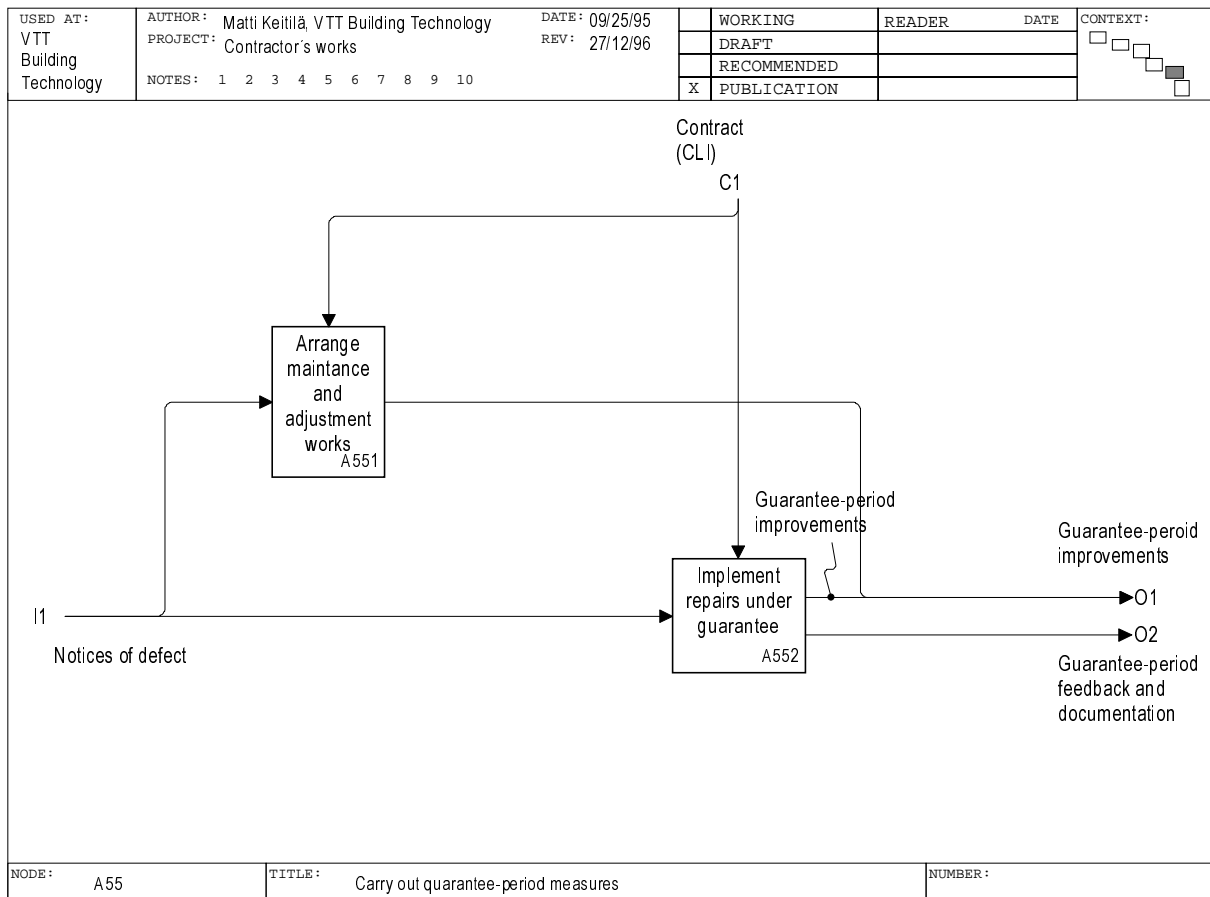 USED AT:
VTT
Building
Technology
AUTHOR: Matti Keitilä, VTT Building Technology
PROJECT: Contractor´s works
DATE: 09/25/95
REV: 27/12/96
NOTES: 1 2 3 4 5 6 7 8 9 10
WORKING
DRAFT
RECOMMENDED
X PUBLICATION
READER DATE
CONTEXT:
Contract
(CLI)
C1
Arrange
maintance
and
adjustment
works
A551
Guarantee-period
improvements
Implement
repairs under
guarantee
A552
I1
Notices of defect
Guarantee-peroid
improvements
O1
O2
Guarantee-period
feedback and
documentation
NODE: A55
TITLE: Carry out quarantee-period measures
NUMBER: